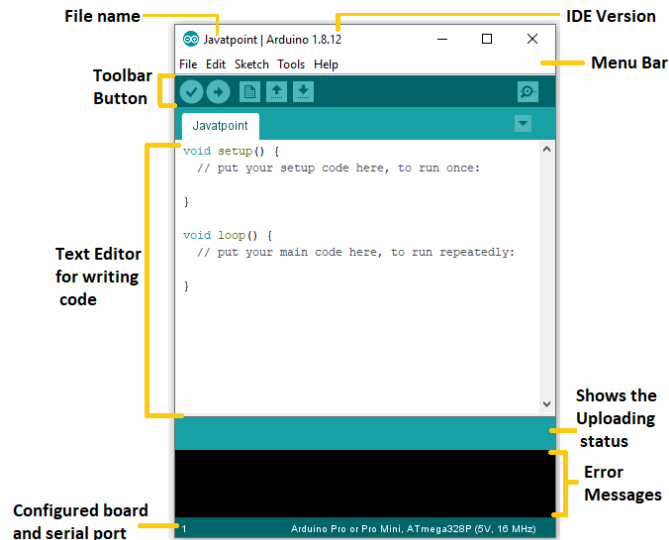 File name
IDE Version
Javatpoint | Arduino 1.8.12
File Edit Sketch Tools Help
Menu Bar
Toolbar
Button
Javatpoint
void setup() {
// put your setup code here, to run once:
}
void loop() {
// put your main code here, to run repeatedly:
}
Text Editor
for writing
code
Shows the
Uploading
status
Error
Messages
Configured board
and serial port
1
Arduino Pro or Pro Mini, ATmega328P (5V, 16 MHz)